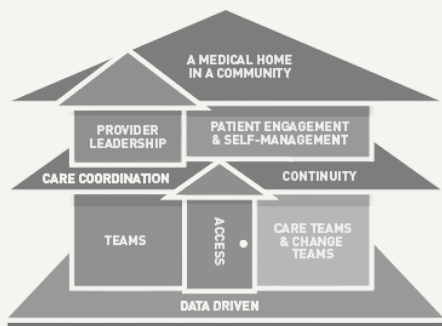 A MEDICAL HOME
IN A COMMUNITY
PROVIDER
LEADERSHIP
PATIENT ENGAGEMENT
& SELF-MANAGEMENT
CARE COORDINATION
CONTINUITY
TEAMS
ACCESS
CARE TEAMS
& CHANGE
TEAMS
DATA DRIVEN